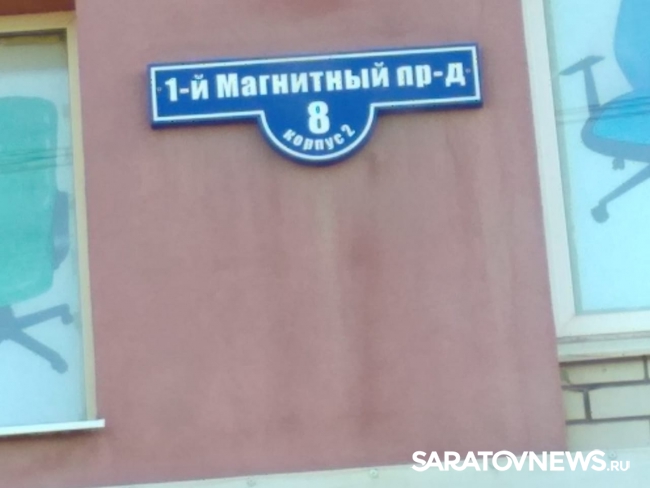 1-й Магнитный пр-д
8
корпус 2
SARATOVNEWS.RU